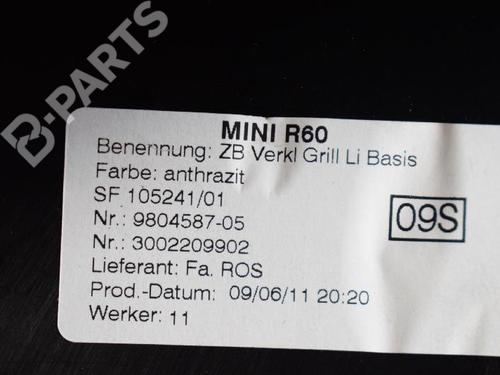 B-PARTS
MINI R60
Benennung: ZB Verkl Grill Li Basis
Farbe: anthrazit
SF 105241/01
09S
Nr.: 9804587-05
Nr.: 3002209902
Lieferant: Fa. ROS
Prod.-Datum: 09/06/11 20:20
Werker: 11